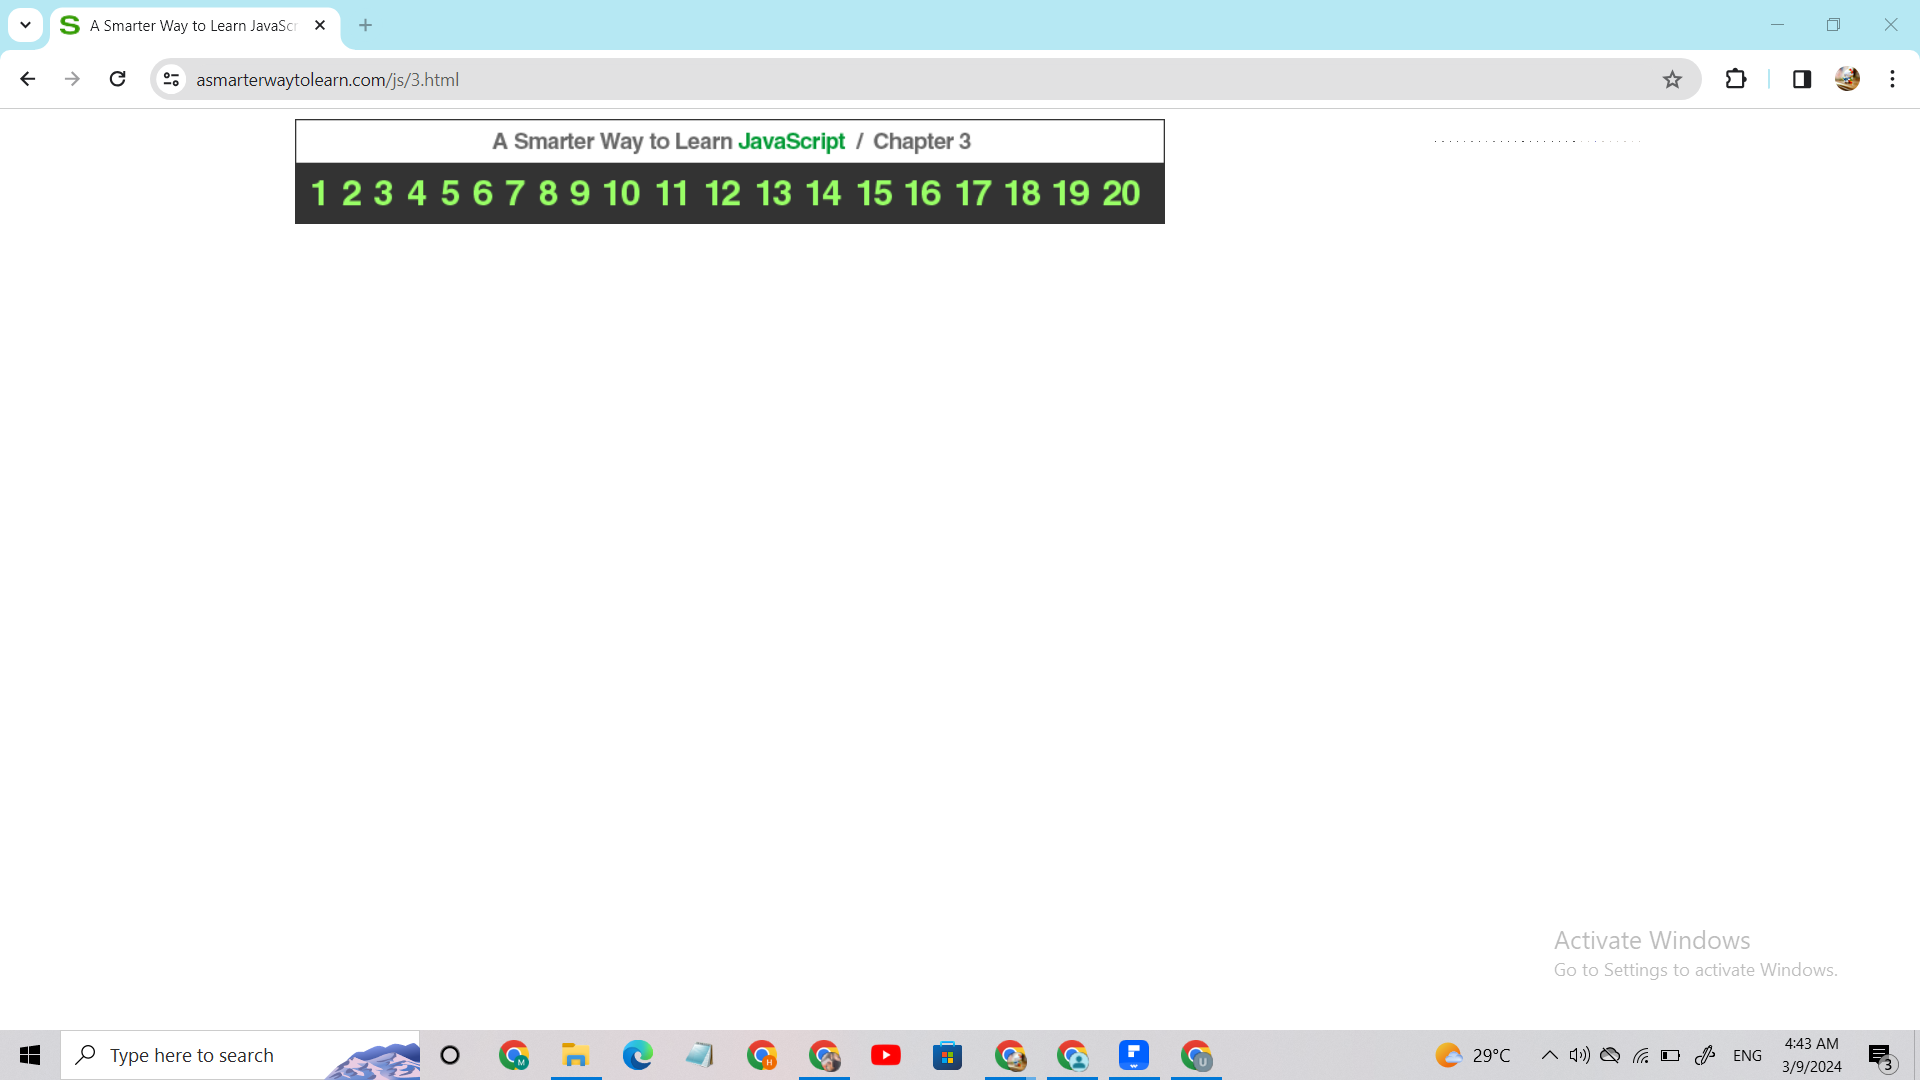 A Smarter Way to Learn JavaScr
asmarterwaytolearn.com/js/3.html
A Smarter Way to Learn JavaScript / Chapter 3
1 2 3 4 5 6 7 8 9 10 11 12 13 14 15 16 17 18 19 20
Activate Windows
Go to Settings to activate Windows.
Type here to search
29°C
ENG
4:43 AM
3/9/2024
3